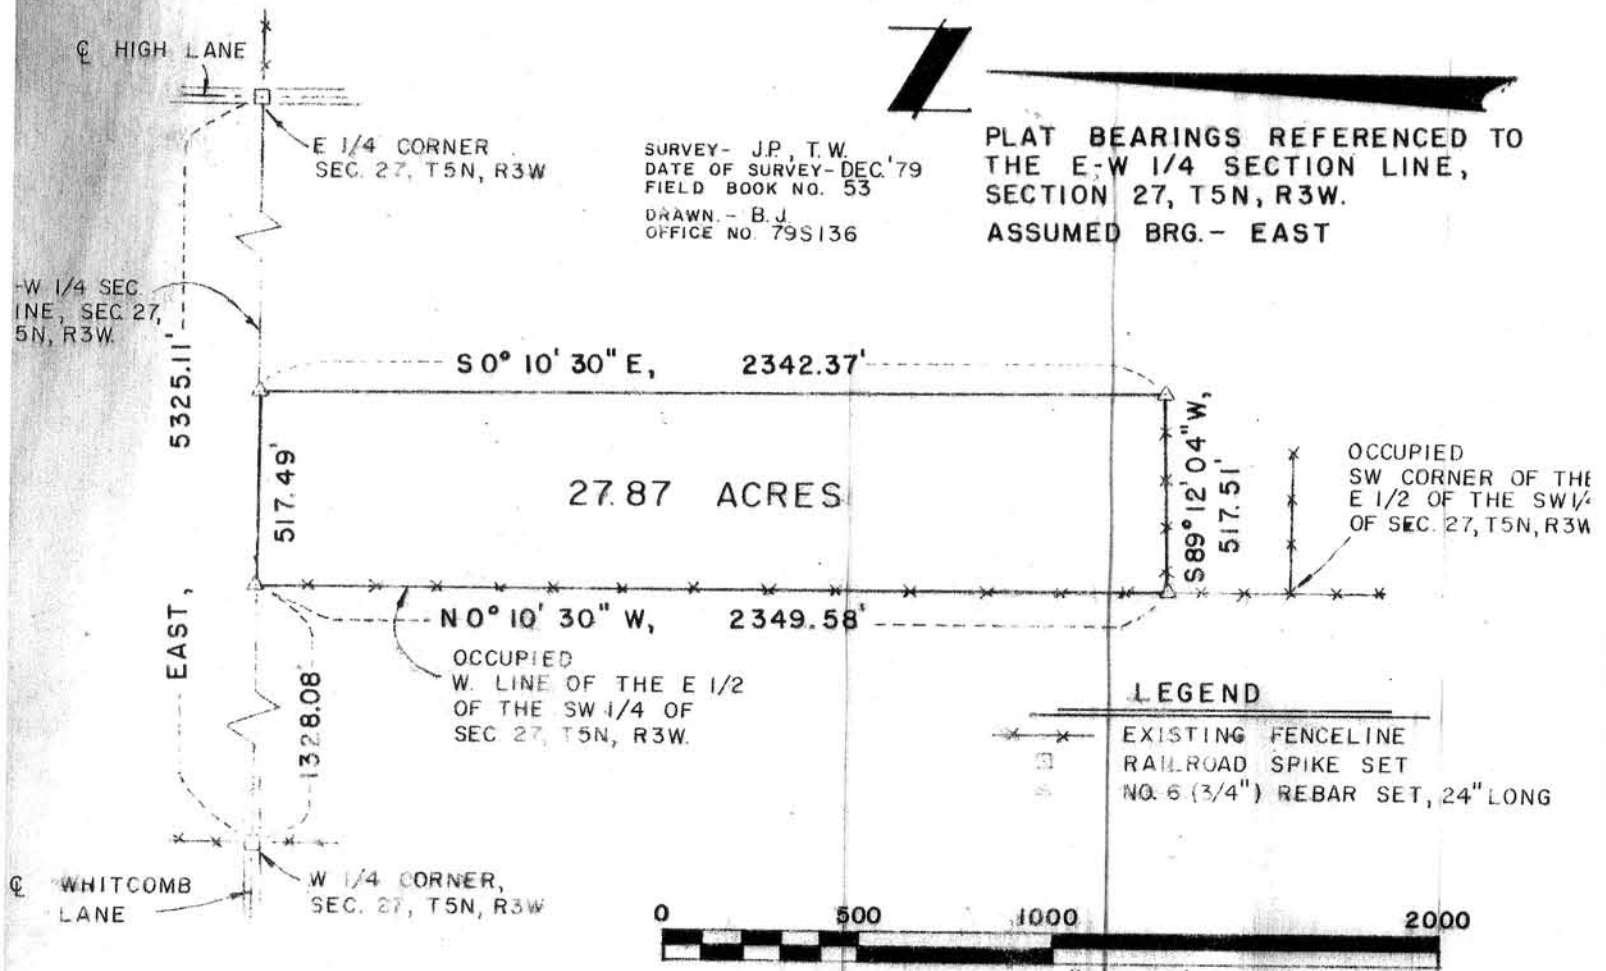 ℄ HIGH LANE
E 1/4 CORNER
SEC. 27, T5N, R3W
SURVEY- J.P., T.W.
DATE OF SURVEY- DEC.'79
FIELD BOOK NO. 53
DRAWN.- B.J.
OFFICE NO. 79S136
Z
PLAT BEARINGS REFERENCED TO
THE E-W 1/4 SECTION LINE,
SECTION 27, T5N, R3W.
ASSUMED BRG.- EAST
-W 1/4 SEC.
INE, SEC. 27,
5N, R3W.
5325.11'
EAST,
S 0° 10' 30" E, 2342.37'
517.49'
27.87 ACRES
S89°12'04"W,
517.51'
OCCUPIED
SW CORNER OF THE
E 1/2 OF THE SW 1/4
OF SEC. 27, T5N, R3W
N 0° 10' 30" W, 2349.58'
OCCUPIED
W. LINE OF THE E 1/2
OF THE SW 1/4 OF
SEC. 27, T5N, R3W.
1328.08'
LEGEND
EXISTING FENCELINE
RAILROAD SPIKE SET
NO. 6 (3/4") REBAR SET, 24" LONG
℄ WHITCOMB
LANE
W 1/4 CORNER,
SEC. 27, T5N, R3W
0 500 1000 2000